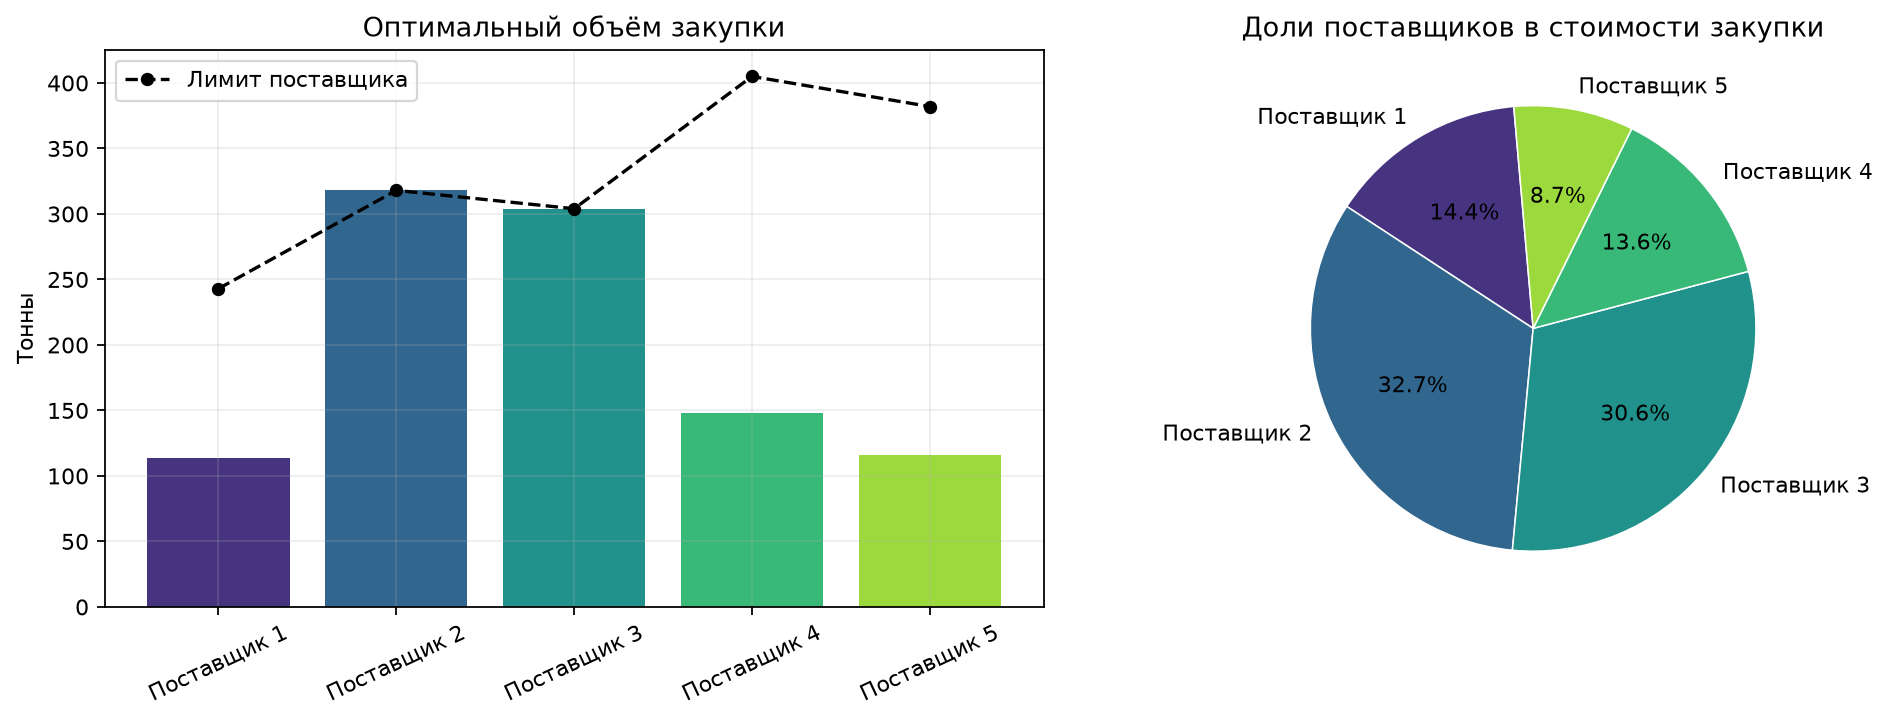 Оптимальный объём закупки
Лимит поставщика
Тонны
400
350
300
250
200
150
100
50
0
Поставщик 1
Поставщик 2
Поставщик 3
Поставщик 4
Поставщик 5
Доли поставщиков в стоимости закупки
Поставщик 1
14.4%
Поставщик 2
32.7%
Поставщик 3
30.6%
Поставщик 4
13.6%
Поставщик 5
8.7%